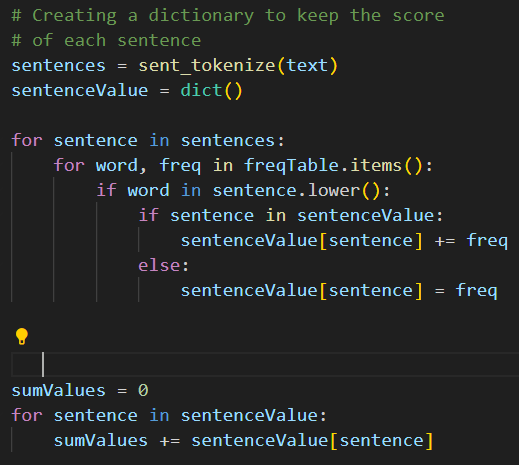 # Creating a dictionary to keep the score
# of each sentence
sentences = sent_tokenize(text)
sentenceValue = dict()

for sentence in sentences:
    for word, freq in freqTable.items():
        if word in sentence.lower():
            if sentence in sentenceValue:
                sentenceValue[sentence] += freq
            else:
                sentenceValue[sentence] = freq

sumValues = 0
for sentence in sentenceValue:
    sumValues += sentenceValue[sentence]